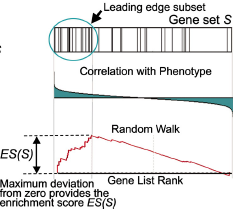 Leading edge subset
Gene set S
Correlation with Phenotype
Random Walk
ES(S)
Gene List Rank
Maximum deviation
from zero provides the
enrichment score ES(S)